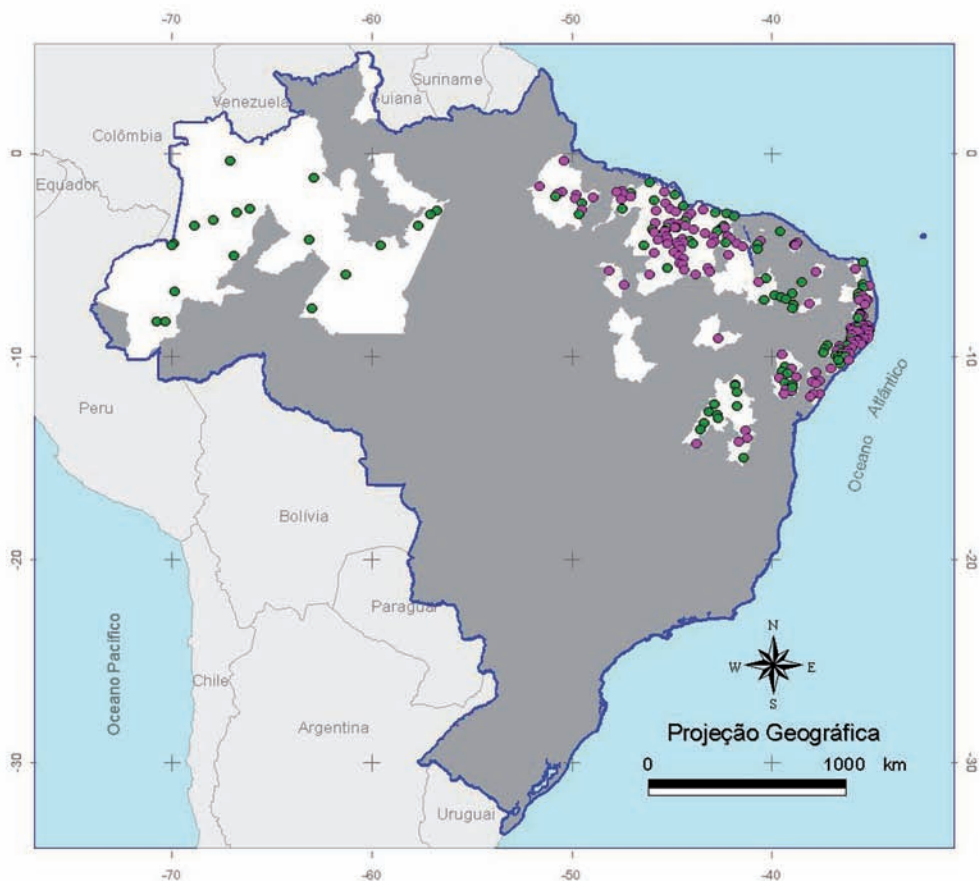 -70 -60 -50 -40
Suriname
Venezuela
Guiana
Colômbia
0 0
Equador
-10 -10
Peru
Oceano Atlântico
Bolívia
-20 -20
Paraguai
Oceano Pacífico
N
W E
S
Chile
Projeção Geográfica
Argentina
0 1000 km
-30 -30
Uruguai
-70 -60 -50 -40